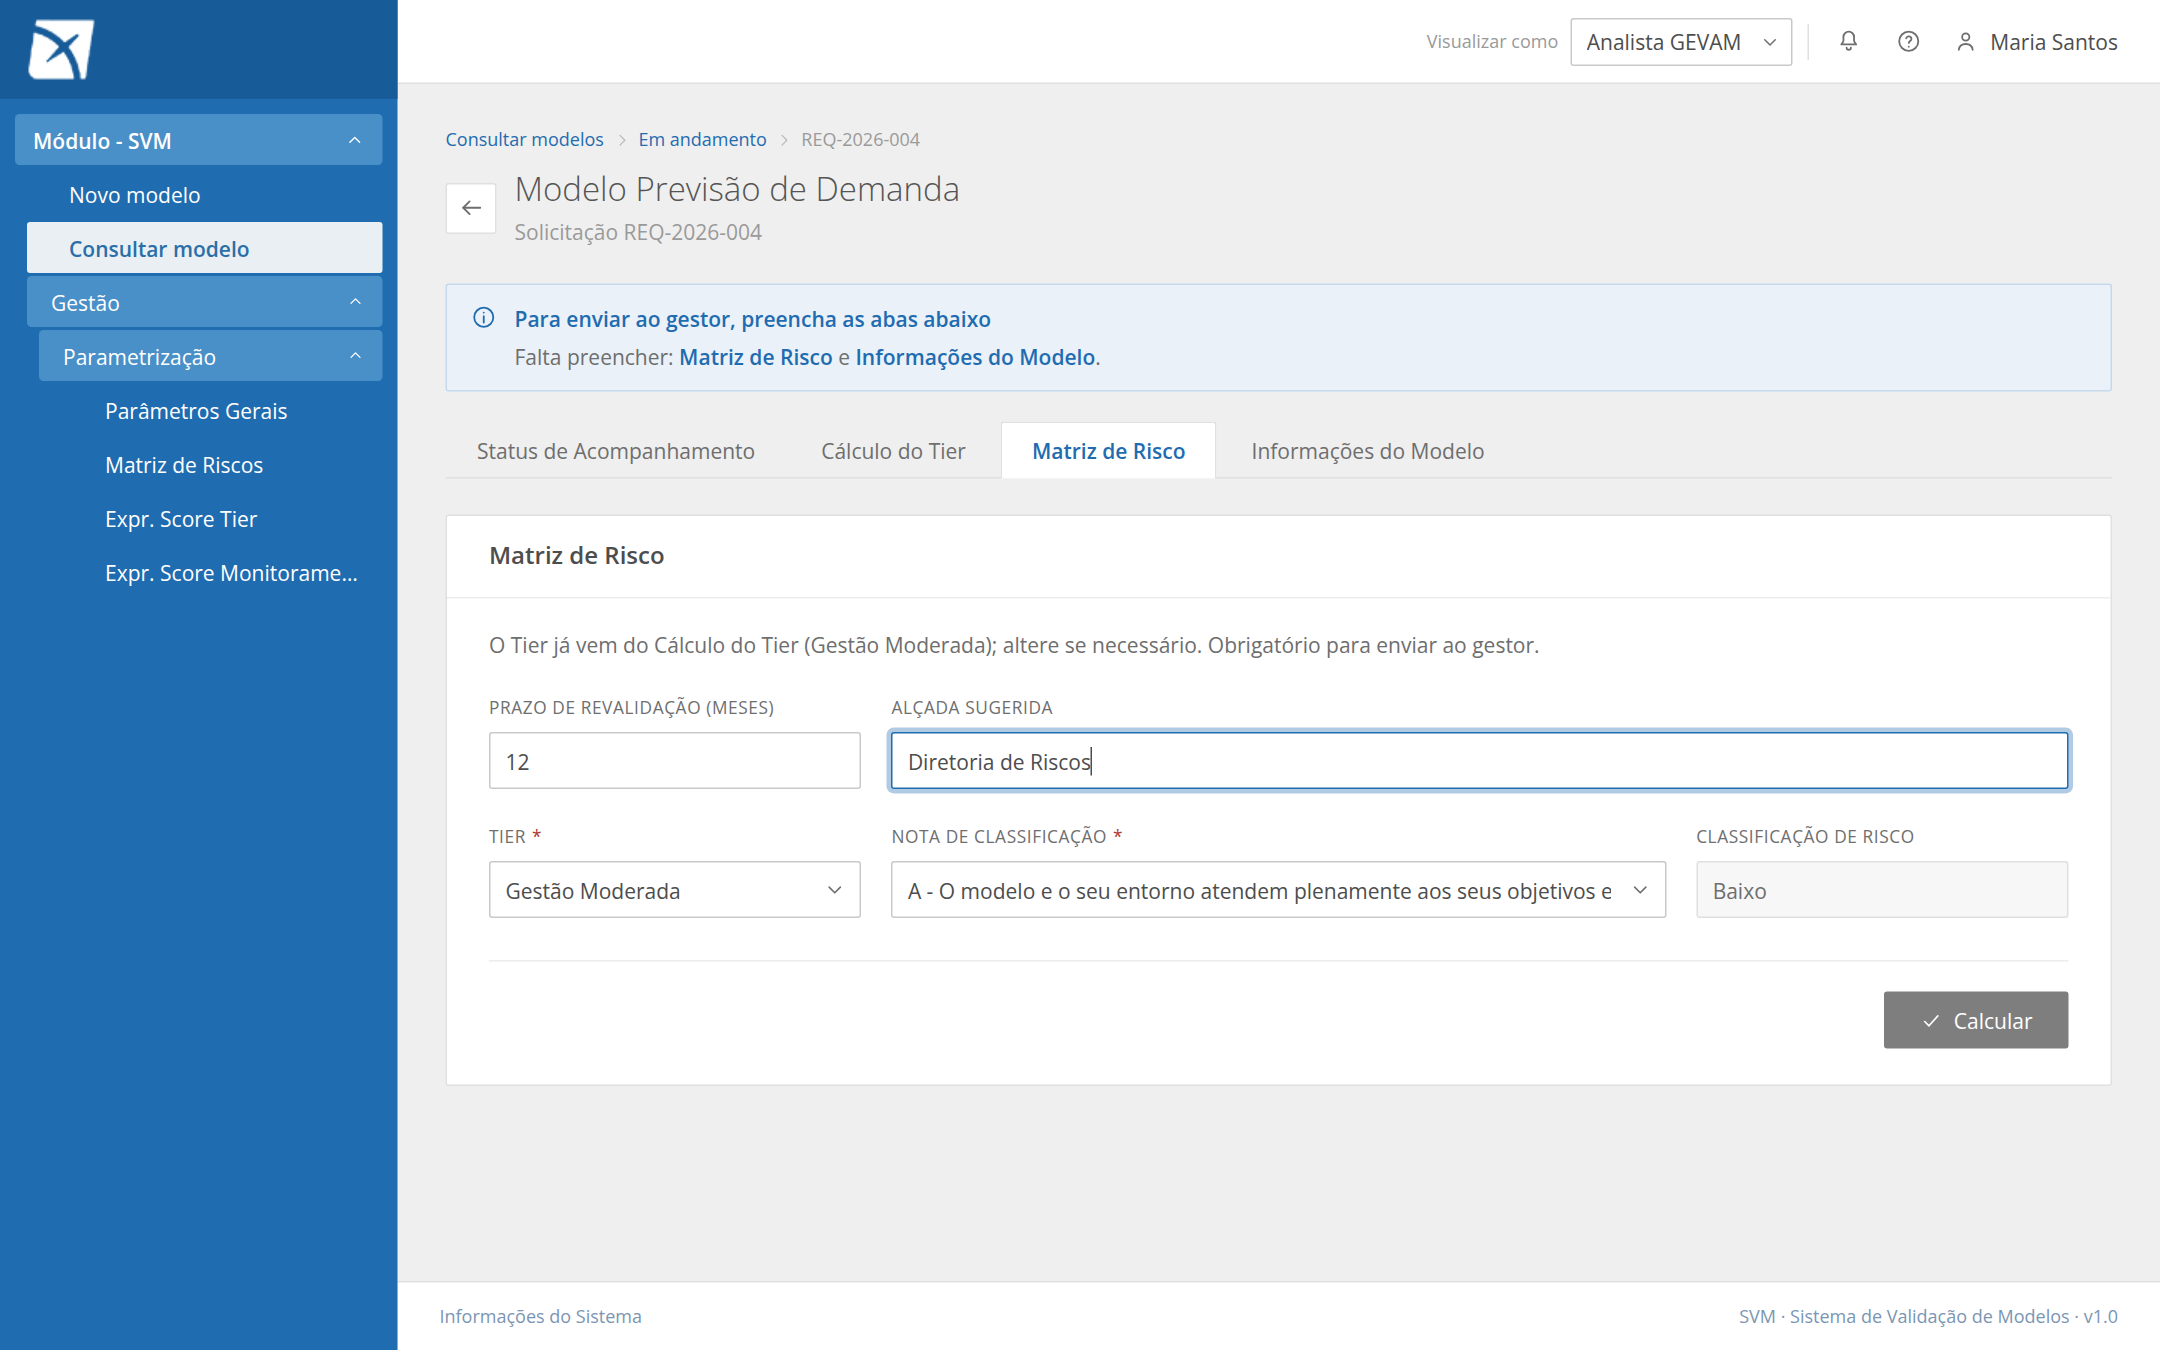 Visualizar como
Analista GEVAM
Maria Santos
Módulo - SVM
Novo modelo
Consultar modelo
Gestão
Parametrização
Parâmetros Gerais
Matriz de Riscos
Expr. Score Tier
Expr. Score Monitorame...
Consultar modelos > Em andamento > REQ-2026-004
Modelo Previsão de Demanda
Solicitação REQ-2026-004
Para enviar ao gestor, preencha as abas abaixo
Falta preencher: Matriz de Risco e Informações do Modelo.
Status de Acompanhamento
Cálculo do Tier
Matriz de Risco
Informações do Modelo
Matriz de Risco
O Tier já vem do Cálculo do Tier (Gestão Moderada); altere se necessário. Obrigatório para enviar ao gestor.
PRAZO DE REVALIDAÇÃO (MESES)
12
ALÇADA SUGERIDA
Diretoria de Riscos
TIER *
Gestão Moderada
NOTA DE CLASSIFICAÇÃO *
A - O modelo e o seu entorno atendem plenamente aos seus objetivos e
CLASSIFICAÇÃO DE RISCO
Baixo
Calcular
Informações do Sistema
SVM · Sistema de Validação de Modelos · v1.0